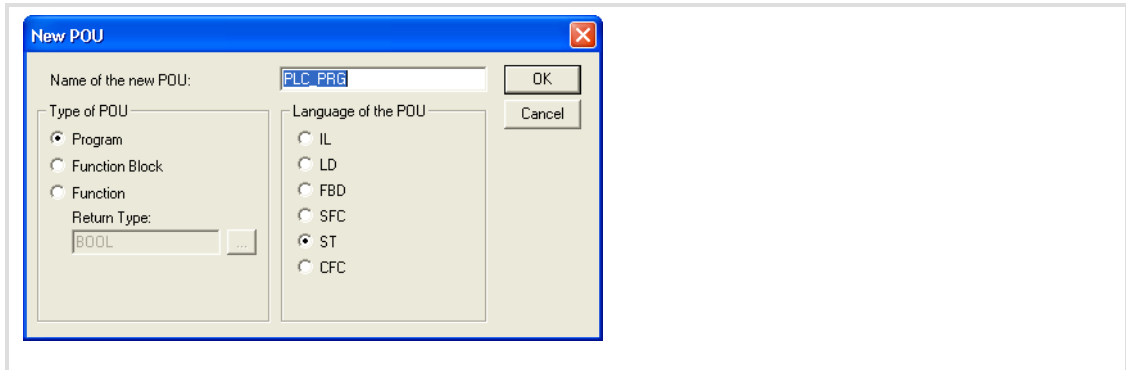 New POU
Name of the new POU:
PLC_PRG
OK
Cancel
Type of POU
Program
Function Block
Function
Return Type:
BOOL
...
Language of the POU
IL
LD
FBD
SFC
ST
CFC